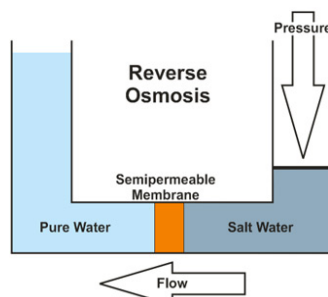 Pressure
Reverse
Osmosis
Semipermeable
Membrane
Pure Water
Salt Water
Flow